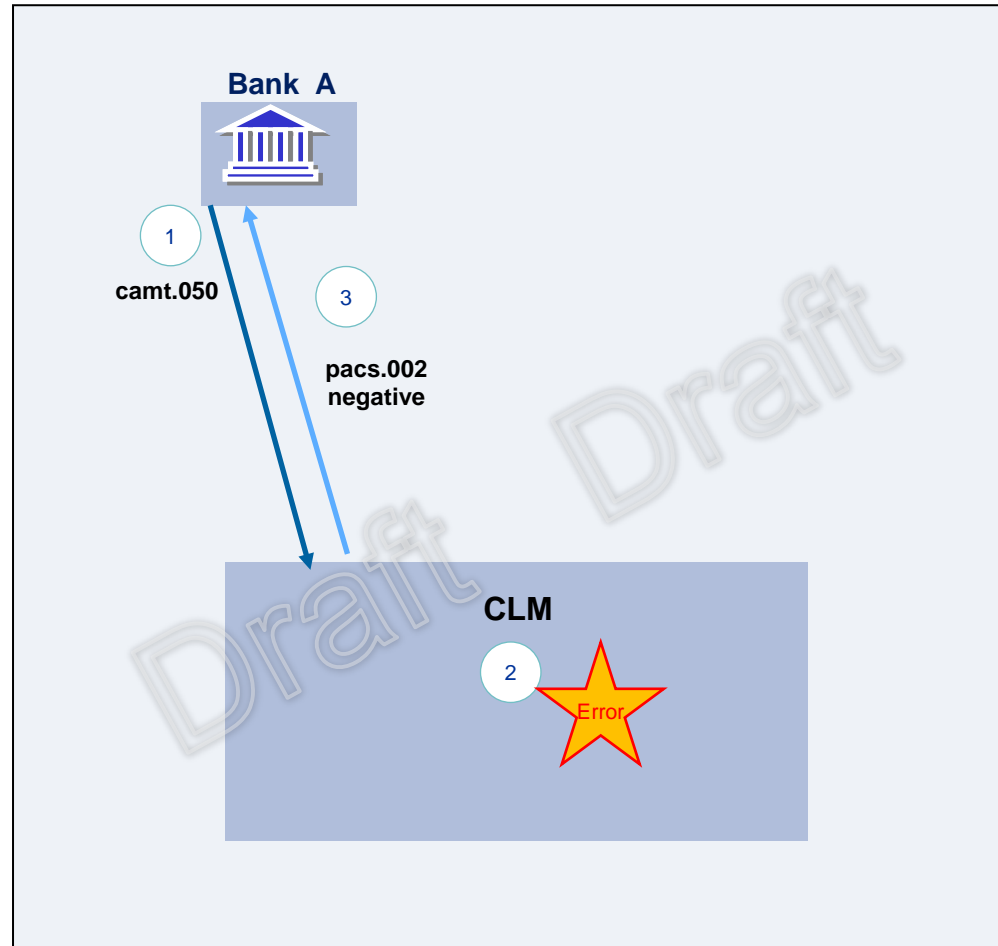 Bank A
1
camt.050
3
pacs.002
negative
Draft
Draft
CLM
2
Error